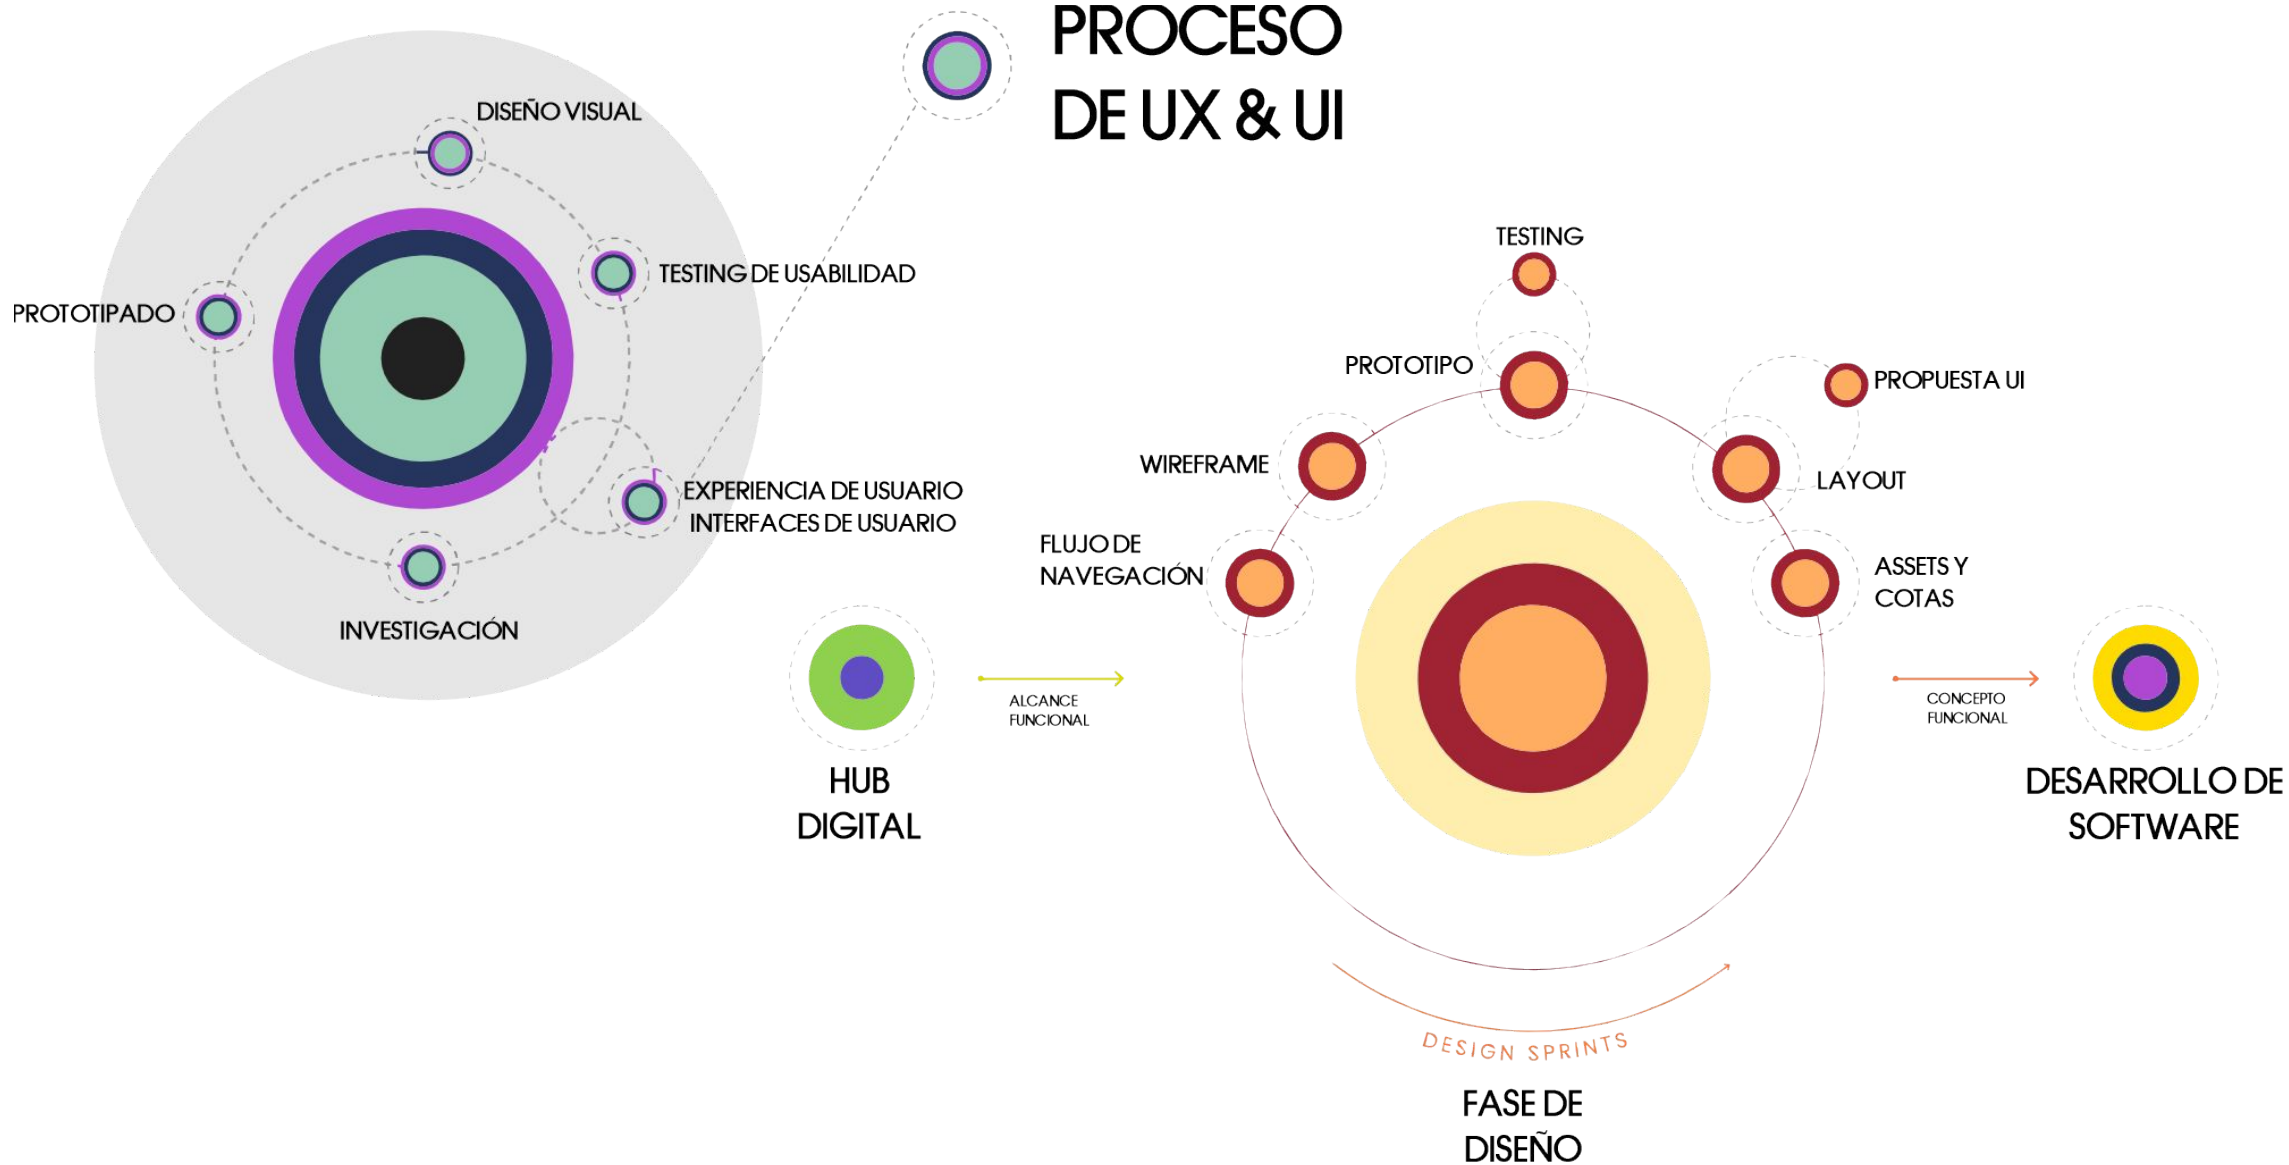 PROCESO
DE UX & UI
DISEÑO VISUAL
TESTING DE USABILIDAD
PROTOTIPADO
EXPERIENCIA DE USUARIO
INTERFACES DE USUARIO
INVESTIGACIÓN
TESTING
PROTOTIPO
PROPUESTA UI
WIREFRAME
LAYOUT
FLUJO DE
NAVEGACIÓN
ASSETS Y
COTAS
ALCANCE
FUNCIONAL
CONCEPTO
FUNCIONAL
HUB
DIGITAL
DESARROLLO DE
SOFTWARE
DESIGN SPRINTS
FASE DE
DISEÑO